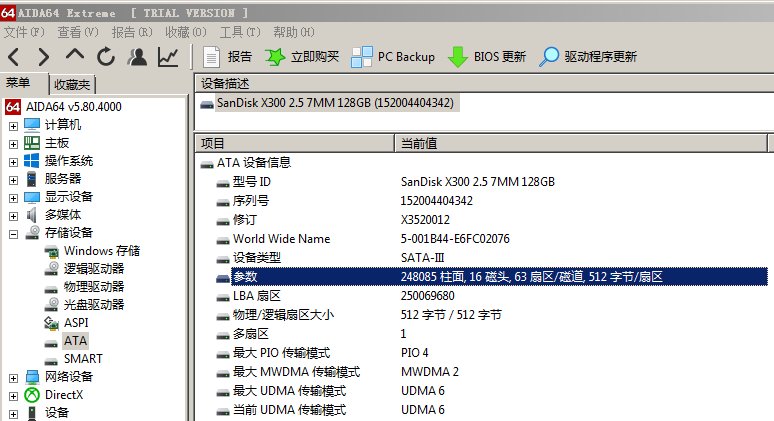 64 AIDA64 Extreme [ TRIAL VERSION ]
文件(F) 查看(V) 报告(R) 收藏(O) 工具(T) 帮助(H)
报告 立即购买 PC Backup BIOS 更新 驱动程序更新
菜单 收藏夹
64 AIDA64 v5.80.4000
计算机
主板
操作系统
服务器
显示设备
多媒体
存储设备
Windows 存储
逻辑驱动器
物理驱动器
光盘驱动器
ASPI
ATA
SMART
网络设备
DirectX
设备
设备描述
SanDisk X300 2.5 7MM 128GB (152004404342)
项目 当前值
ATA 设备信息
型号 ID SanDisk X300 2.5 7MM 128GB
序列号 152004404342
修订 X3520012
World Wide Name 5-001B44-E6FC02076
设备类型 SATA-III
参数 248085 柱面, 16 磁头, 63 扇区/磁道, 512 字节/扇区
LBA 扇区 250069680
物理/逻辑扇区大小 512 字节 / 512 字节
多扇区 1
最大 PIO 传输模式 PIO 4
最大 MWDMA 传输模式 MWDMA 2
最大 UDMA 传输模式 UDMA 6
当前 UDMA 传输模式 UDMA 6